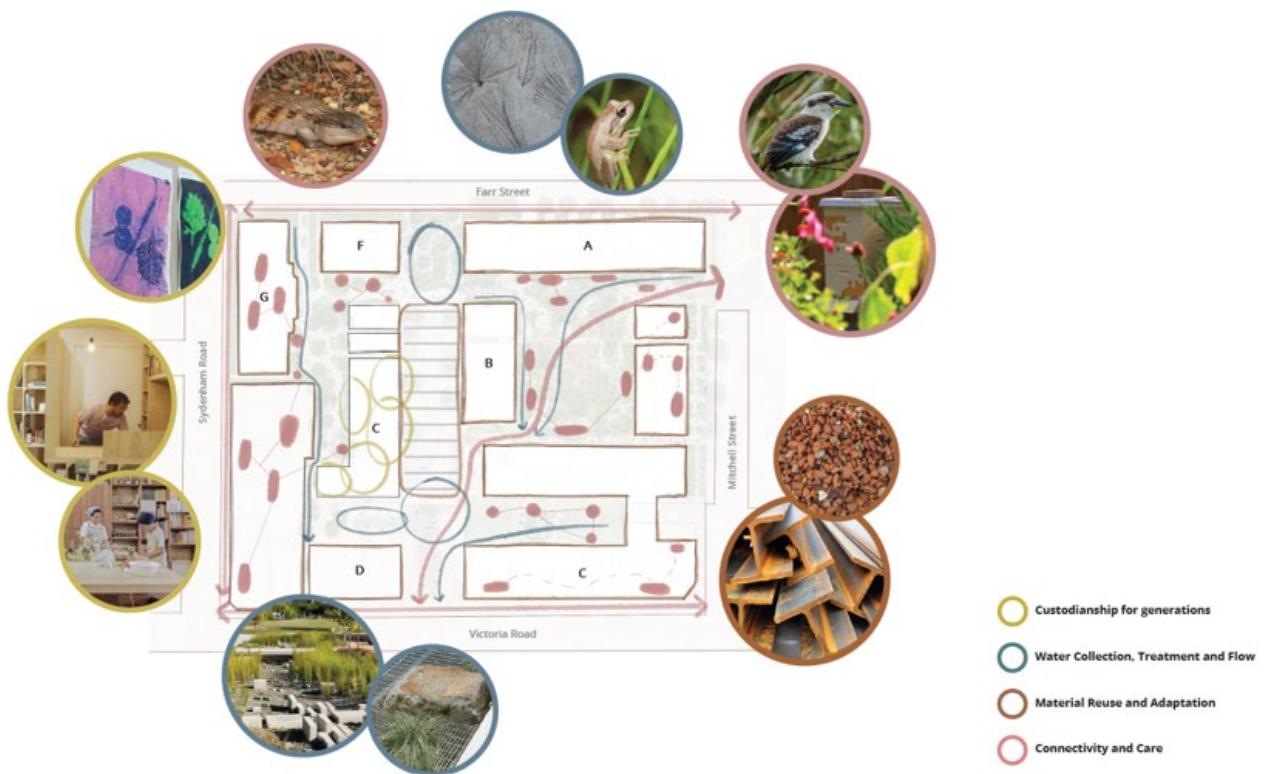 Farr Street
F
A
G
Sydenham Road
B
C
Mitchell Street
D
C
Victoria Road
Custodianship for generations
Water Collection, Treatment and Flow
Material Reuse and Adaptation
Connectivity and Care